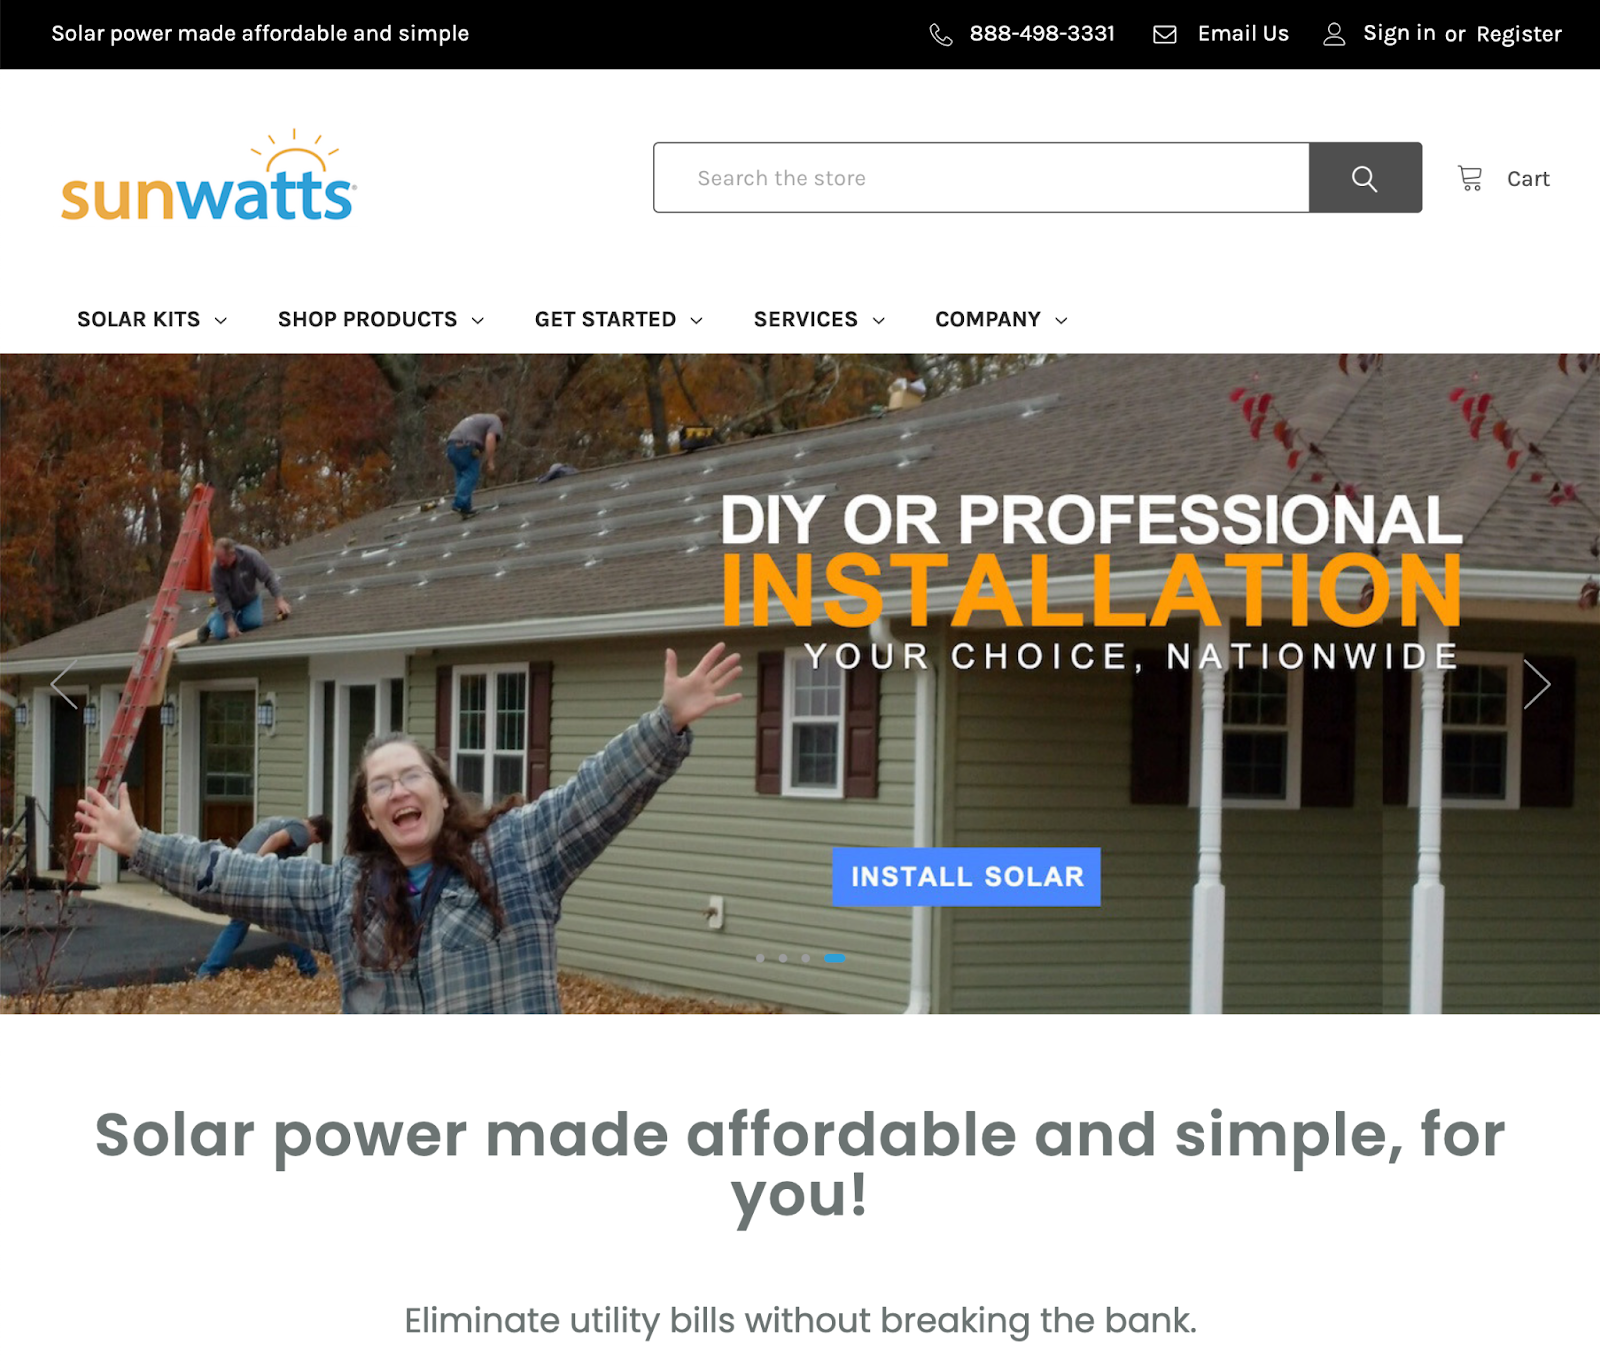 Solar power made affordable and simple
888-498-3331 Email Us Sign in or Register
sunwatts
Search the store
Cart
SOLAR KITS SHOP PRODUCTS GET STARTED SERVICES COMPANY
DIY OR PROFESSIONAL
INSTALLATION
YOUR CHOICE, NATIONWIDE
INSTALL SOLAR
Solar power made affordable and simple, for
you!
Eliminate utility bills without breaking the bank.